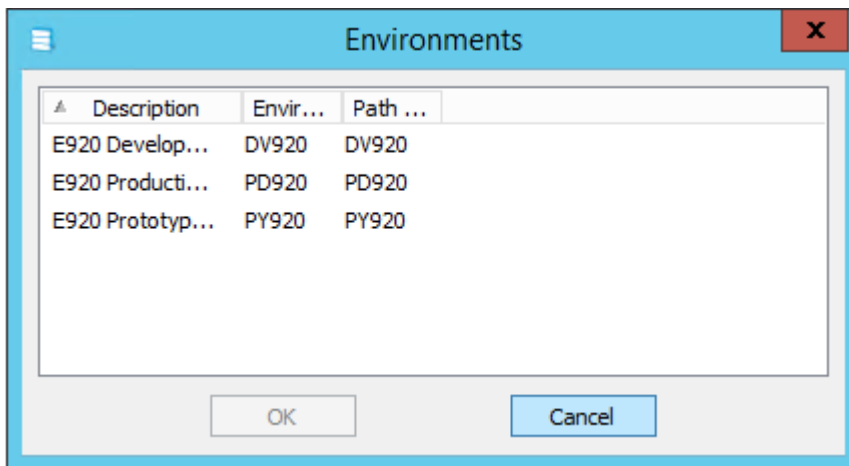 Environments
Description Envir... Path ...
E920 Develop... DV920 DV920
E920 Producti... PD920 PD920
E920 Prototyp... PY920 PY920
OK Cancel